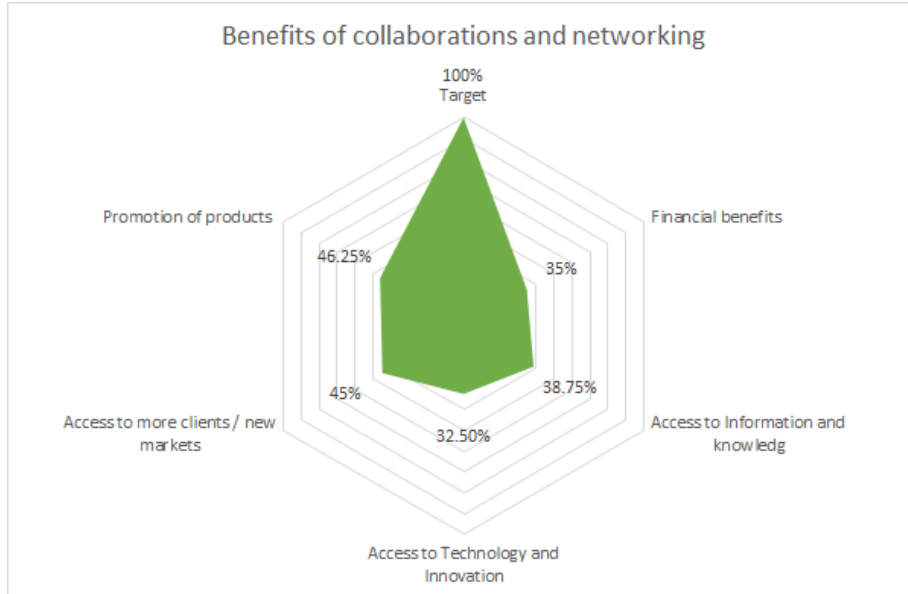 Benefits of collaborations and networking
100%
Target
Promotion of products
Financial benefits
46.25%
35%
45%
38.75%
Access to more clients / new
markets
Access to Information and
knowledg
32.50%
Access to Technology and
Innovation